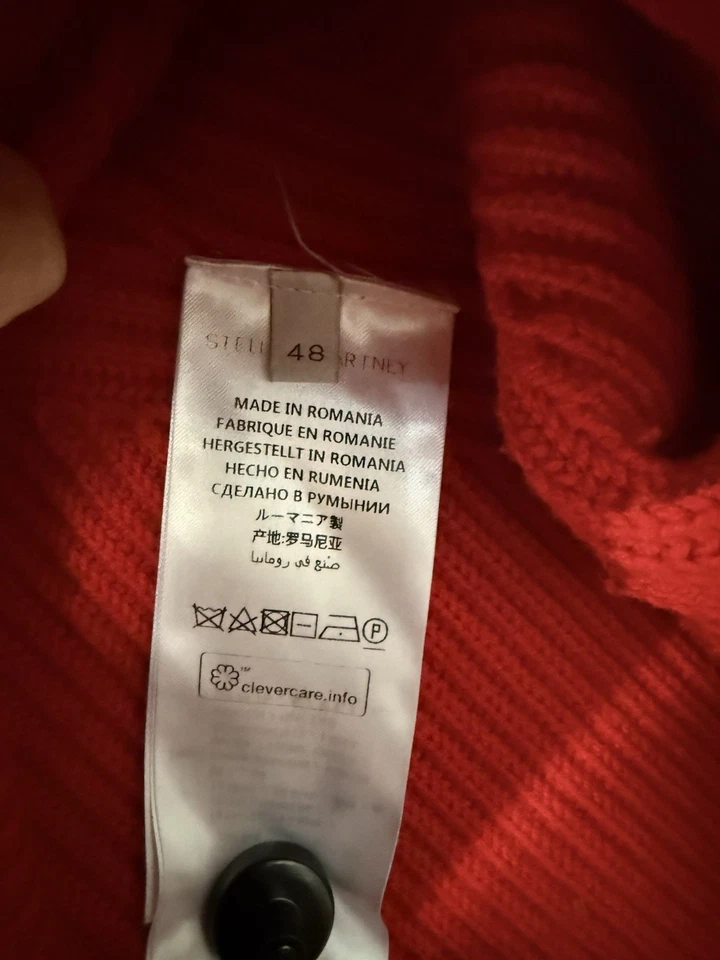 48
MADE IN ROMANIA
FABRIQUE EN ROMANIE
HERGESTELLT IN ROMANIA
HECHO EN RUMENIA
СДЕЛАНО В РУМЫНИИ
ルーマニア製
产地:罗马尼亚
صنع في رومانيا
P
clevercare.info